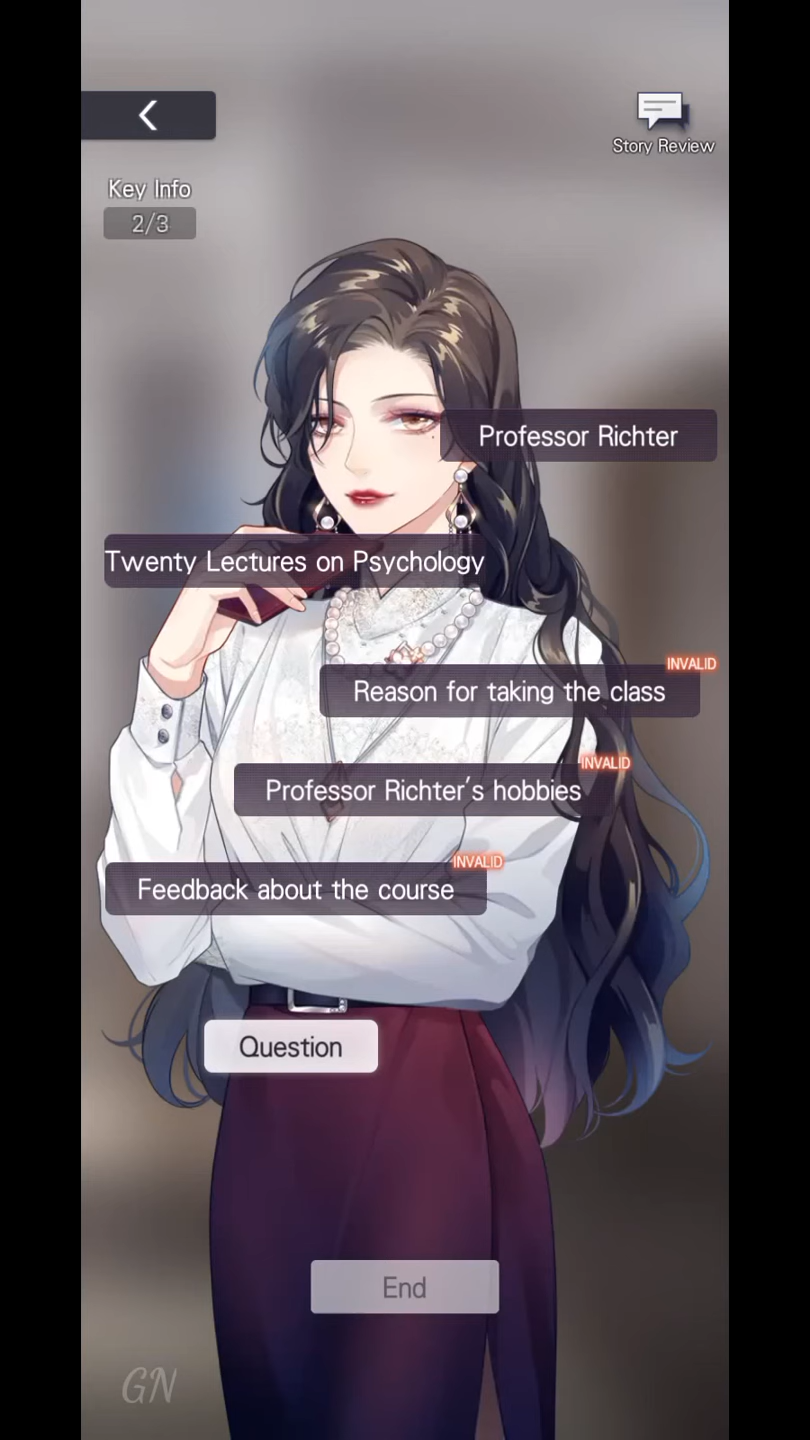 Story Review
Key Info
2/3
Professor Richter
Twenty Lectures on Psychology
INVALID
Reason for taking the class
INVALID
Professor Richter's hobbies
INVALID
Feedback about the course
Question
End
GN